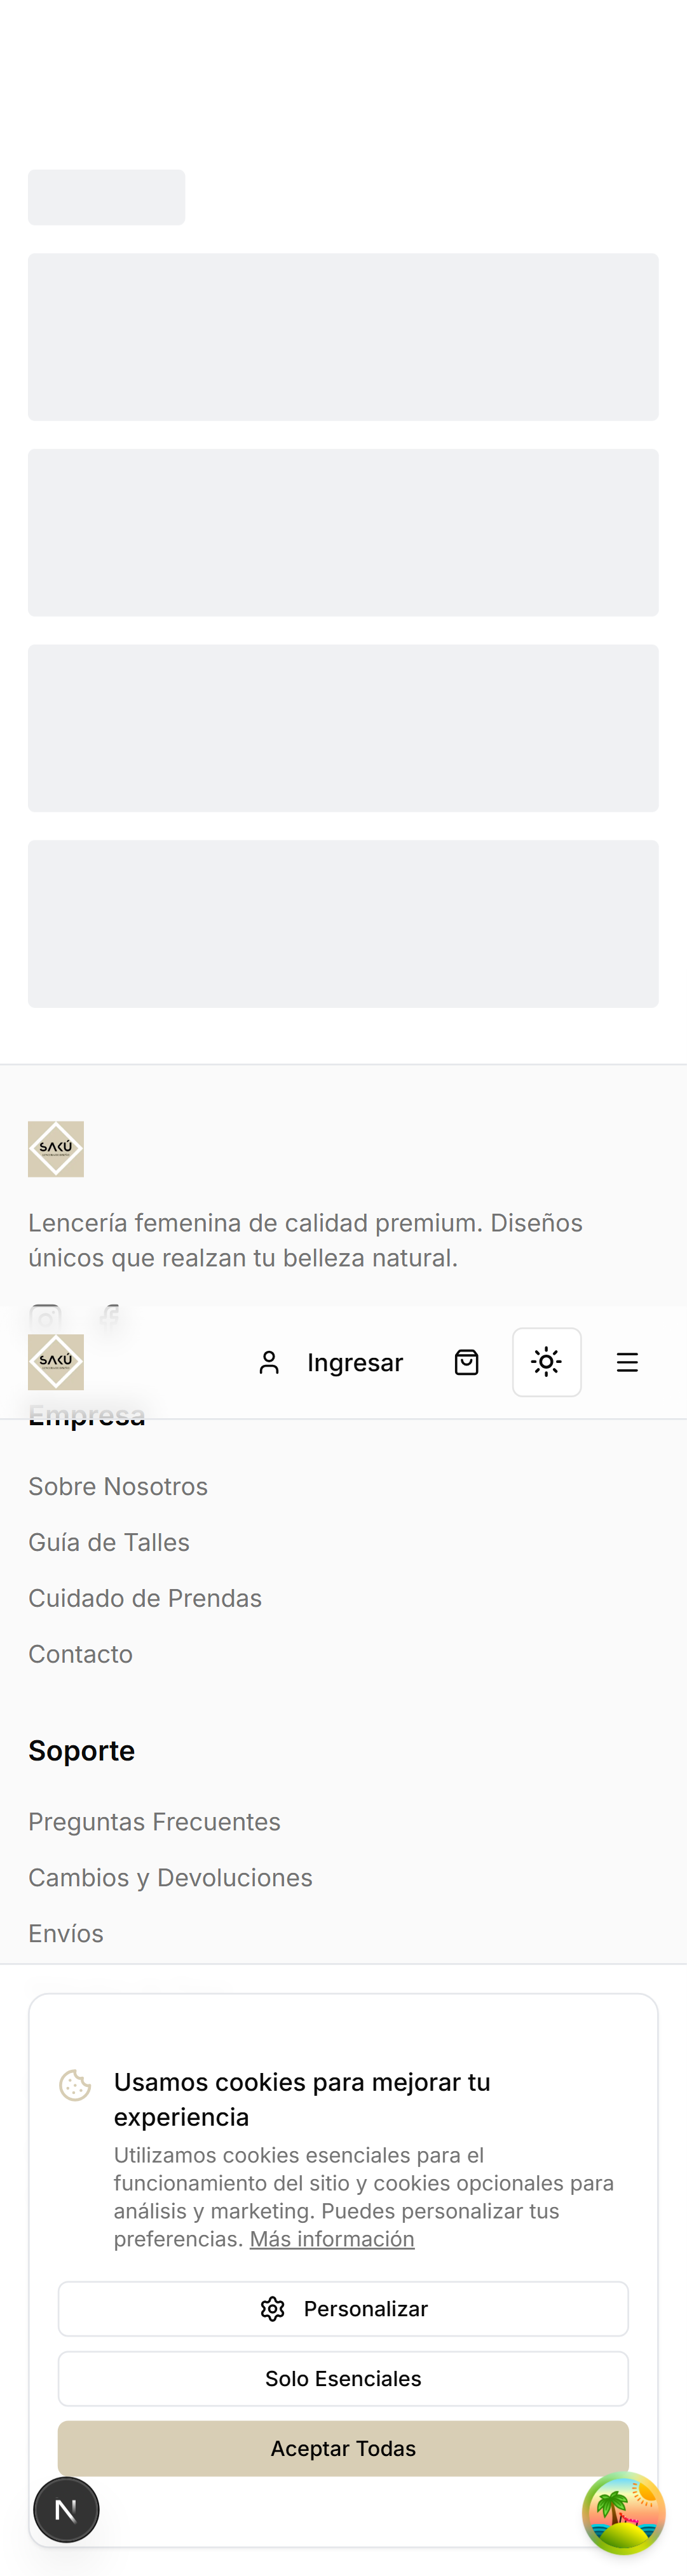 SAKÚ
Lencería femenina de calidad premium. Diseños
únicos que realzan tu belleza natural.
SAKÚ
Ingresar
Empresa
Sobre Nosotros
Guía de Talles
Cuidado de Prendas
Contacto
Soporte
Preguntas Frecuentes
Cambios y Devoluciones
Envíos
Usamos cookies para mejorar tu
experiencia
Utilizamos cookies esenciales para el
funcionamiento del sitio y cookies opcionales para
análisis y marketing. Puedes personalizar tus
preferencias. Más información
Personalizar
Solo Esenciales
Aceptar Todas
N